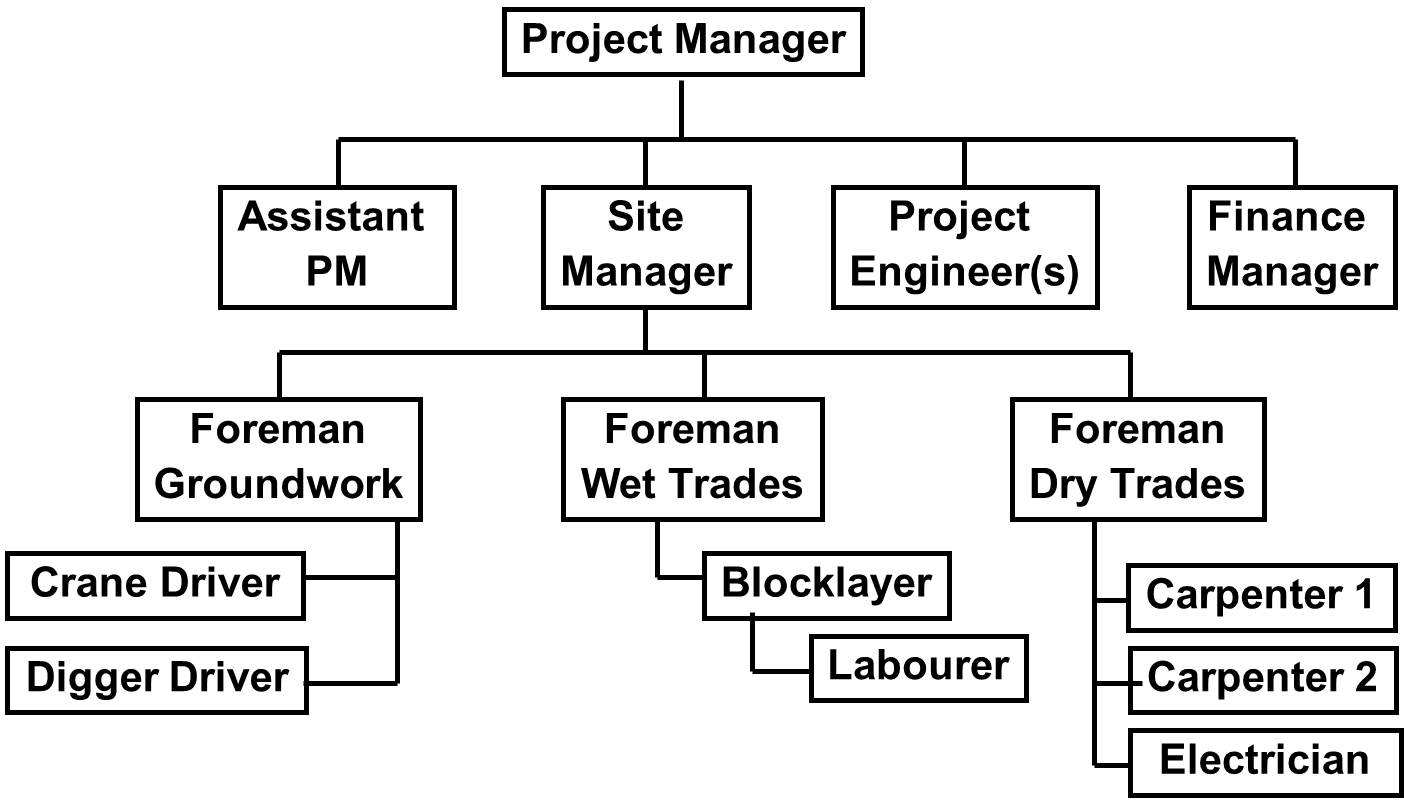 Project Manager
Assistant
PM
Site
Manager
Project
Engineer(s)
Finance
Manager
Foreman
Groundwork
Foreman
Wet Trades
Foreman
Dry Trades
Crane Driver
Digger Driver
Blocklayer
Labourer
Carpenter 1
Carpenter 2
Electrician